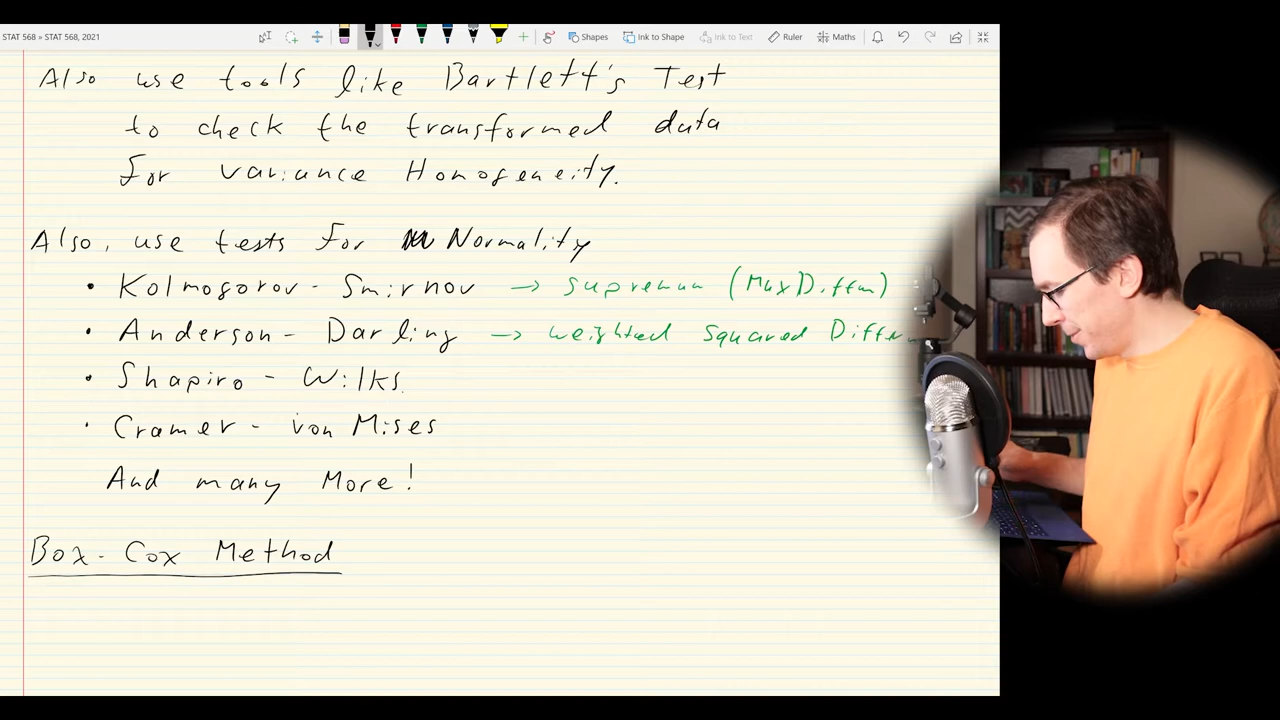 STAT 568 » STAT 568, 2021
Shapes
Ink to Shape
Ink to Text
Ruler
Maths
Also use tools like Bartlett's Test
to check the transformed data
For variance Homogeneity.
Also, use tests For Normality
• Kolmogorov - Smirnov → supremum (Max Diffen)
• Anderson - Darling → weighted squared Differ
• Shapiro - Wilks.
• Cramer - von Mises
And many More!
Box - Cox Method